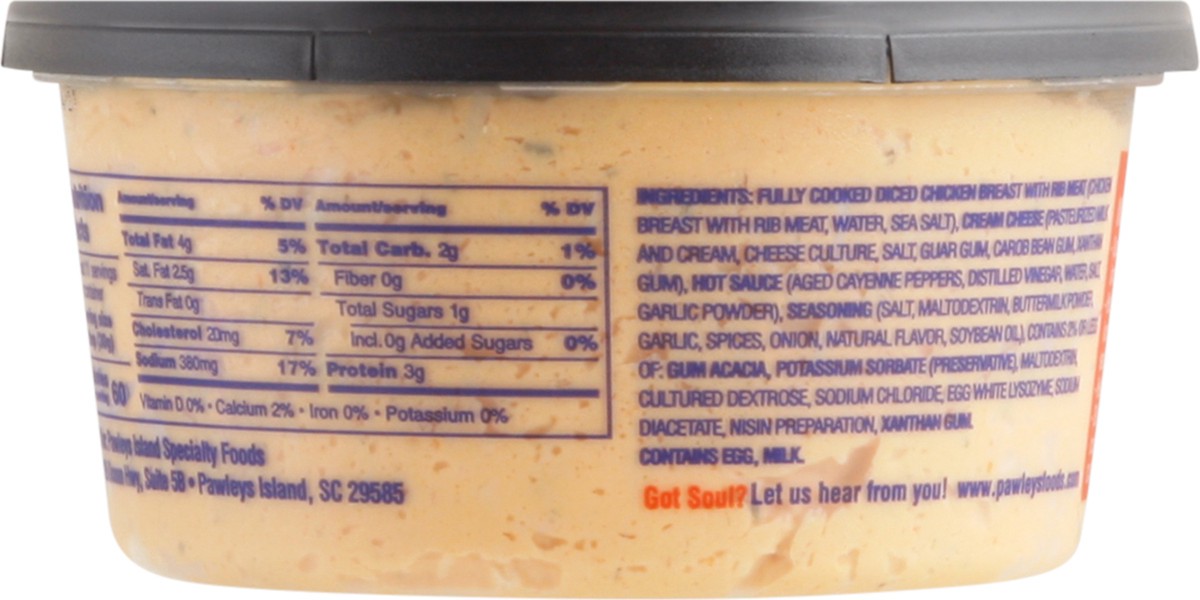 Amount/serving % DV Amount/serving % DV
Total Fat 4g 5% Total Carb. 2g 1%
Sat. Fat 2.5g 13% Fiber 0g 0%
Trans Fat 0g Total Sugars 1g
Cholesterol 20mg 7% Incl. 0g Added Sugars 0%
Sodium 380mg 17% Protein 3g
60
Vitamin D 0% • Calcium 2% • Iron 0% • Potassium 0%
Pawleys Island Specialty Foods
Hwy, Suite 5B • Pawleys Island, SC 29585
INGREDIENTS: FULLY COOKED DICED CHICKEN BREAST WITH RIB MEAT (CHICKEN
BREAST WITH RIB MEAT, WATER, SEA SALT), CREAM CHEESE (PASTEURIZED MILK
AND CREAM, CHEESE CULTURE, SALT, GUAR GUM, CAROB BEAN GUM, XANTHAN
GUM), HOT SAUCE (AGED CAYENNE PEPPERS, DISTILLED VINEGAR, WATER, SALT,
GARLIC POWDER), SEASONING (SALT, MALTODEXTRIN, BUTTERMILK POWDER,
GARLIC, SPICES, ONION, NATURAL FLAVOR, SOYBEAN OIL), CONTAINS 2% OR LESS
OF: GUM ACACIA, POTASSIUM SORBATE (PRESERVATIVE), MALTODEXTRIN,
CULTURED DEXTROSE, SODIUM CHLORIDE, EGG WHITE LYSOZYME, SODIUM
DIACETATE, NISIN PREPARATION, XANTHAN GUM.
CONTAINS EGG, MILK.
Got Soul? Let us hear from you! www.pawleysfoods.com